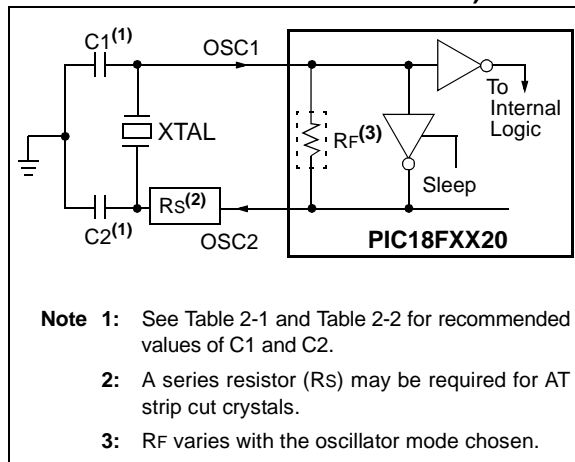 C1(1)
OSC1
To
Internal
Logic
XTAL
RF(3)
Sleep
RS(2)
C2(1)
OSC2
PIC18FXX20
Note 1: See Table 2-1 and Table 2-2 for recommended
values of C1 and C2.
2: A series resistor (RS) may be required for AT
strip cut crystals.
3: RF varies with the oscillator mode chosen.